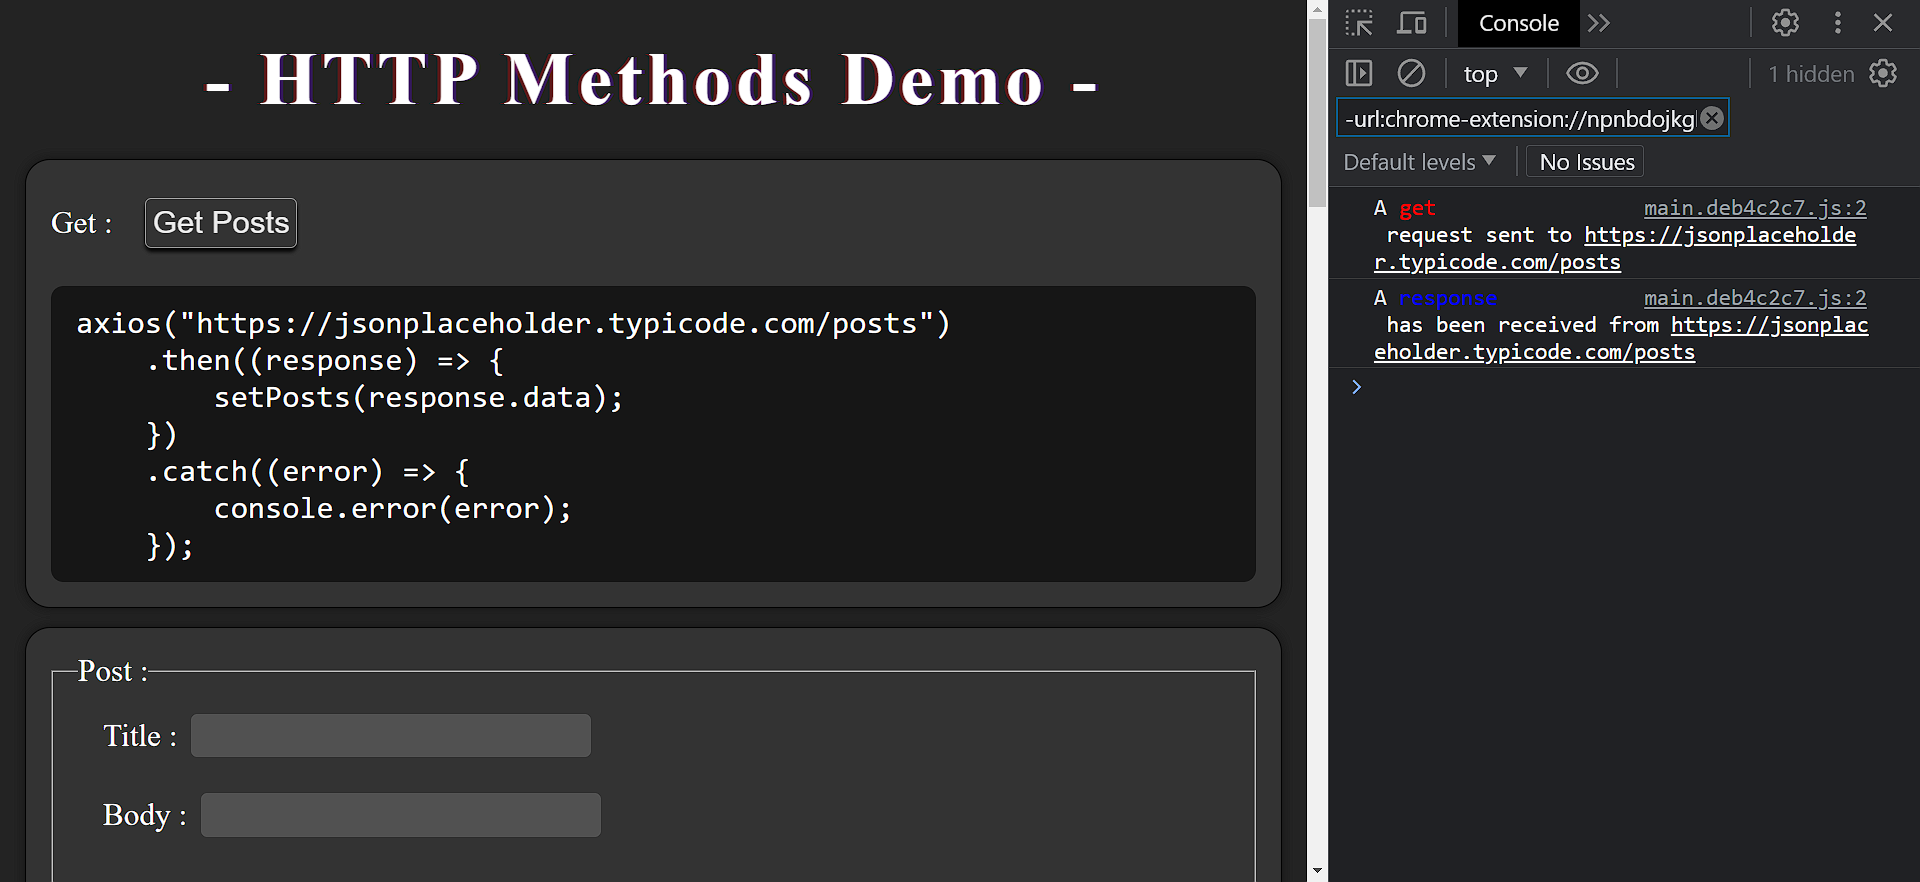 - HTTP Methods Demo -
Get :
Get Posts
axios("https://jsonplaceholder.typicode.com/posts")
.then((response) => {
setPosts(response.data);
})
.catch((error) => {
console.error(error);
});
Post :
Title :
Body :
Console
top
1 hidden
-url:chrome-extension://npnbdojkg
Default levels
No Issues
A get main.deb4c2c7.js:2
request sent to https://jsonplaceholde
r.typicode.com/posts
A response main.deb4c2c7.js:2
has been received from https://jsonplac
eholder.typicode.com/posts